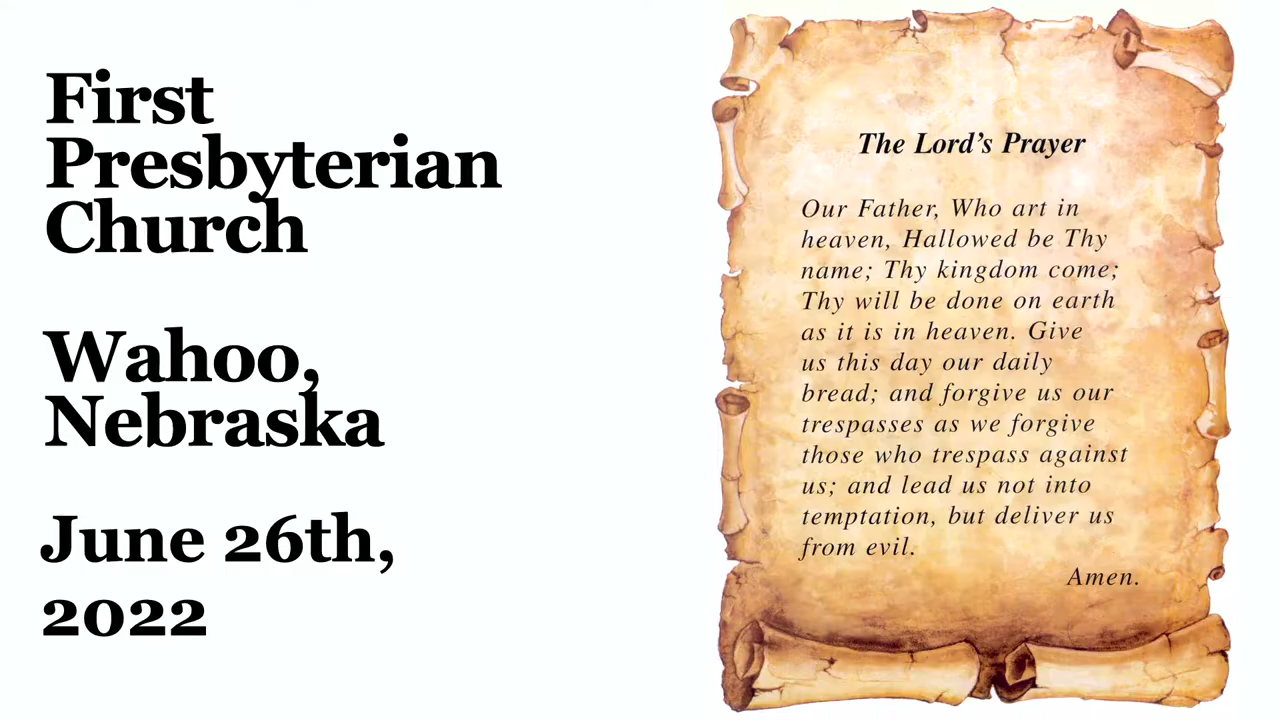 First
Presbyterian
Church
Wahoo,
Nebraska
June 26th,
2022
The Lord's Prayer
Our Father, Who art in
heaven, Hallowed be Thy
name; Thy kingdom come;
Thy will be done on earth
as it is in heaven. Give
us this day our daily
bread; and forgive us our
trespasses as we forgive
those who trespass against
us; and lead us not into
temptation, but deliver us
from evil.
Amen.